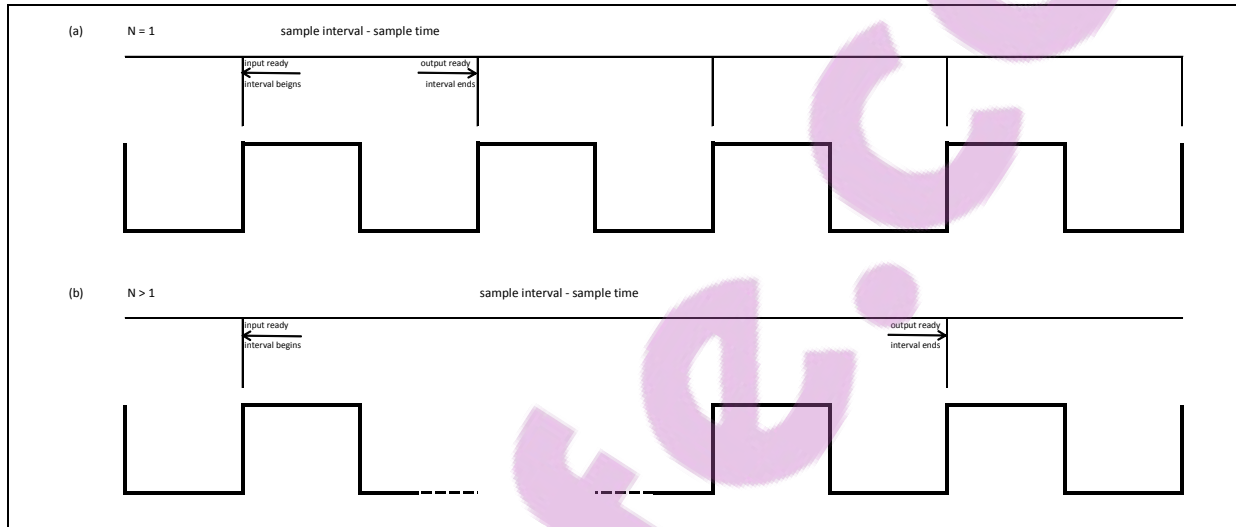 (a) N = 1 sample interval - sample time
input ready output ready
interval beigns interval ends
(b) N > 1 sample interval - sample time
input ready output ready
interval begins interval ends